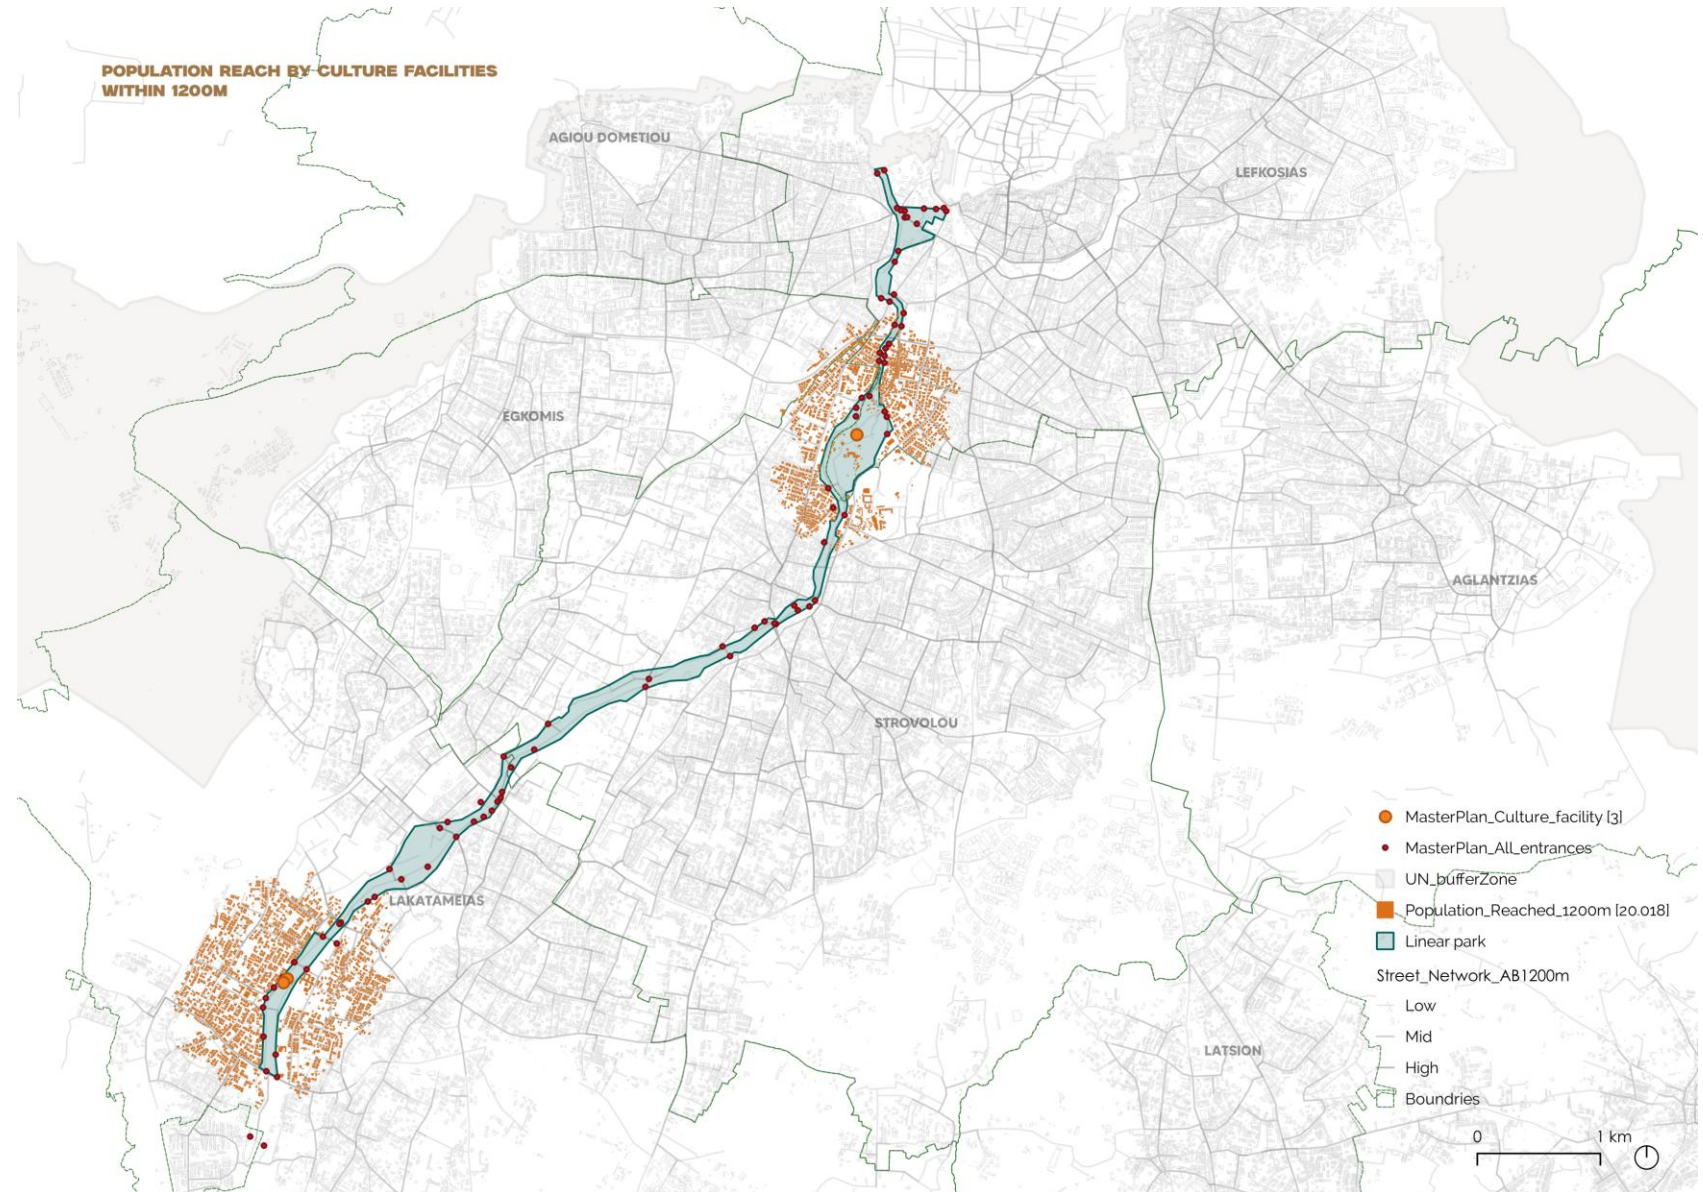 POPULATION REACH BY CULTURE FACILITIES
WITHIN 1200M
AGIOU DOMETIOU
LEFKOSIAS
EGKOMIS
AGLANTZIAS
STROVOLOU
LAKATAMEIAS
LATSION
MasterPlan_Culture_facility [3]
MasterPlan_All_entrances
UN_bufferZone
Population_Reached_1200m [20.018]
Linear park
Street_Network_AB1200m
Low
Mid
High
Boundries
0 1 km